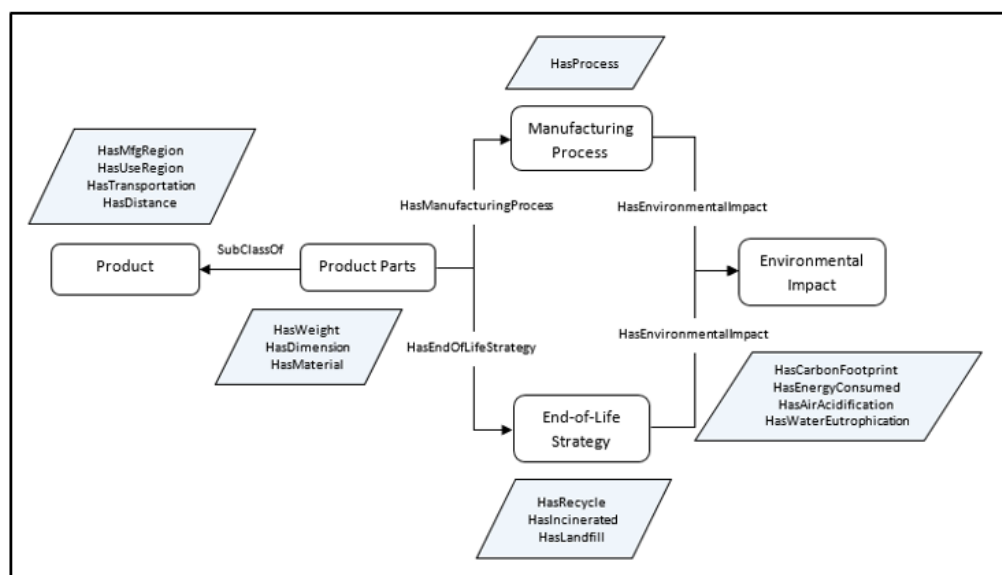 HasProcess
Manufacturing
Process
HasMfgRegion
HasUseRegion
HasTransportation
HasDistance
HasManufacturingProcess
HasEnvironmentalImpact
SubClassOf
Product
Product Parts
Environmental
Impact
HasWeight
HasDimension
HasMaterial
HasEndOfLifeStrategy
HasEnvironmentalImpact
HasCarbonFootprint
HasEnergyConsumed
HasAirAcidification
HasWaterEutrophication
End-of-Life
Strategy
HasRecycle
HasIncinerated
HasLandfill